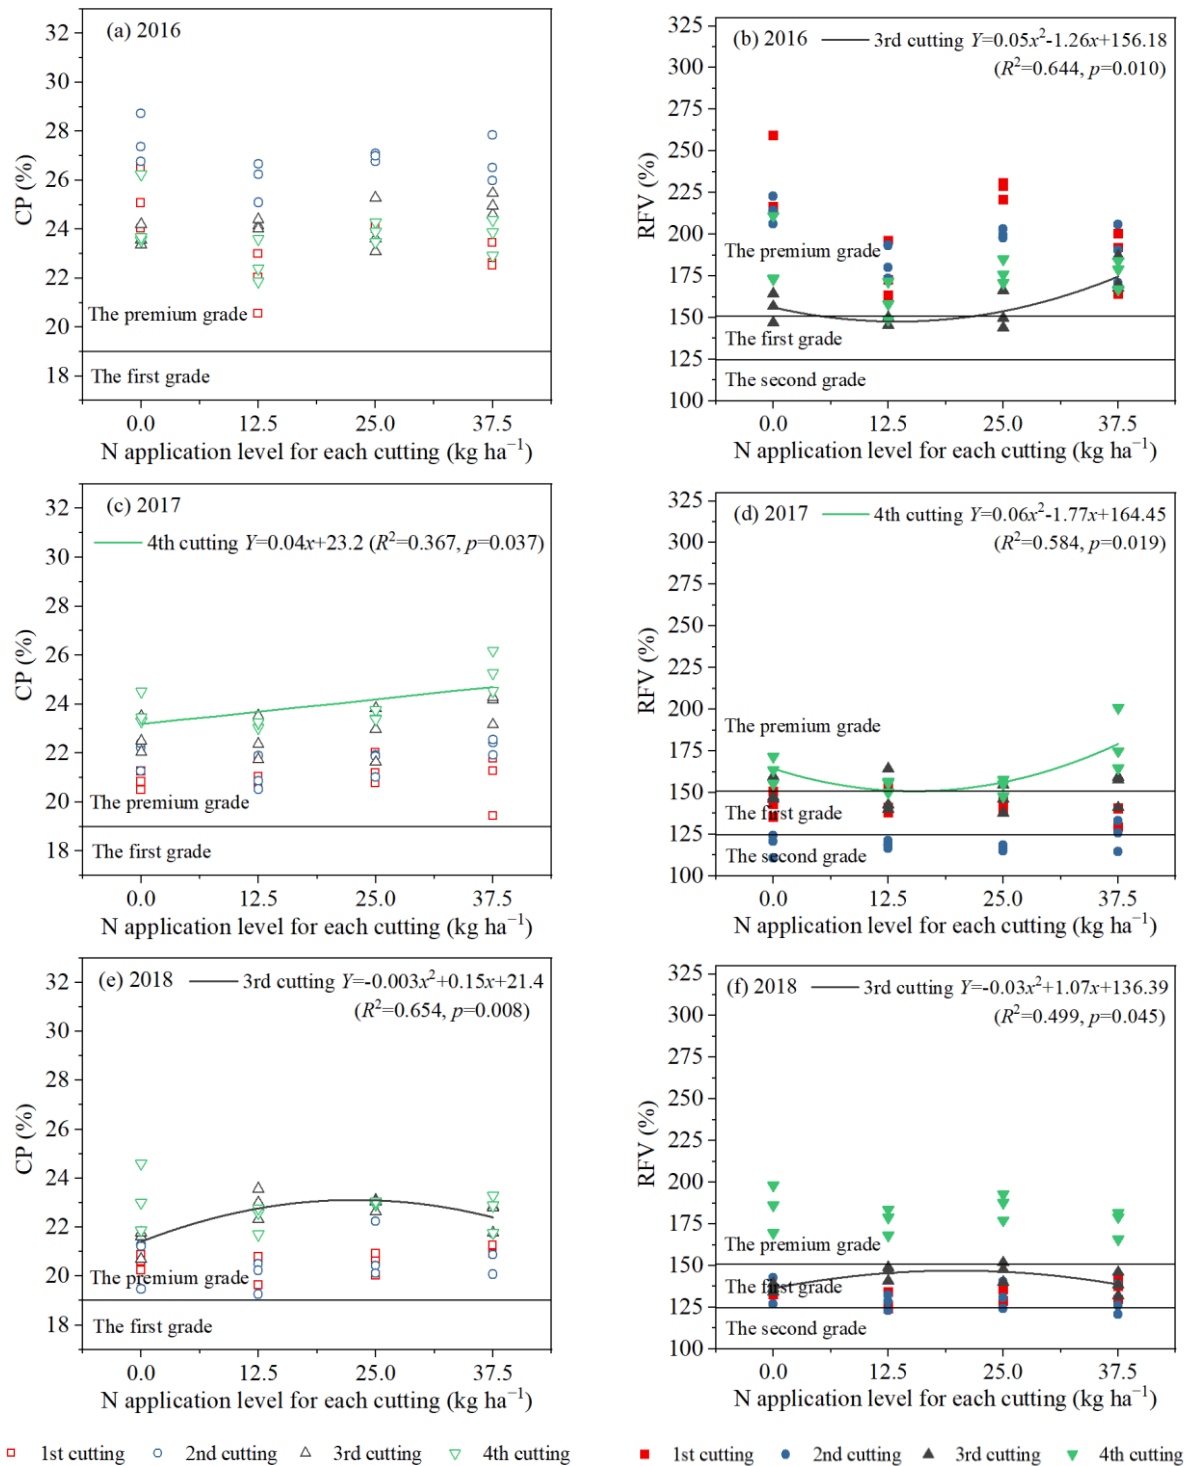 (a) 2016
CP (%)
32
30
28
26
24
22
20
18
The premium grade
The first grade
0.0 12.5 25.0 37.5
N application level for each cutting (kg ha⁻¹)
(b) 2016 3rd cutting Y=0.05x²-1.26x+156.18
(R²=0.644, p=0.010)
RFV (%)
325
300
275
250
225
200
175
150
125
100
The premium grade
The first grade
The second grade
0.0 12.5 25.0 37.5
N application level for each cutting (kg ha⁻¹)
(c) 2017
4th cutting Y=0.04x+23.2 (R²=0.367, p=0.037)
CP (%)
32
30
28
26
24
22
20
18
The premium grade
The first grade
0.0 12.5 25.0 37.5
N application level for each cutting (kg ha⁻¹)
(d) 2017 4th cutting Y=0.06x²-1.77x+164.45
(R²=0.584, p=0.019)
RFV (%)
325
300
275
250
225
200
175
150
125
100
The premium grade
The first grade
The second grade
0.0 12.5 25.0 37.5
N application level for each cutting (kg ha⁻¹)
(e) 2018 3rd cutting Y=-0.003x²+0.15x+21.4
(R²=0.654, p=0.008)
CP (%)
32
30
28
26
24
22
20
18
The premium grade
The first grade
0.0 12.5 25.0 37.5
N application level for each cutting (kg ha⁻¹)
(f) 2018 3rd cutting Y=-0.03x²+1.07x+136.39
(R²=0.499, p=0.045)
RFV (%)
325
300
275
250
225
200
175
150
125
100
The premium grade
The first grade
The second grade
0.0 12.5 25.0 37.5
N application level for each cutting (kg ha⁻¹)
1st cutting 2nd cutting 3rd cutting 4th cutting
1st cutting 2nd cutting 3rd cutting 4th cutting